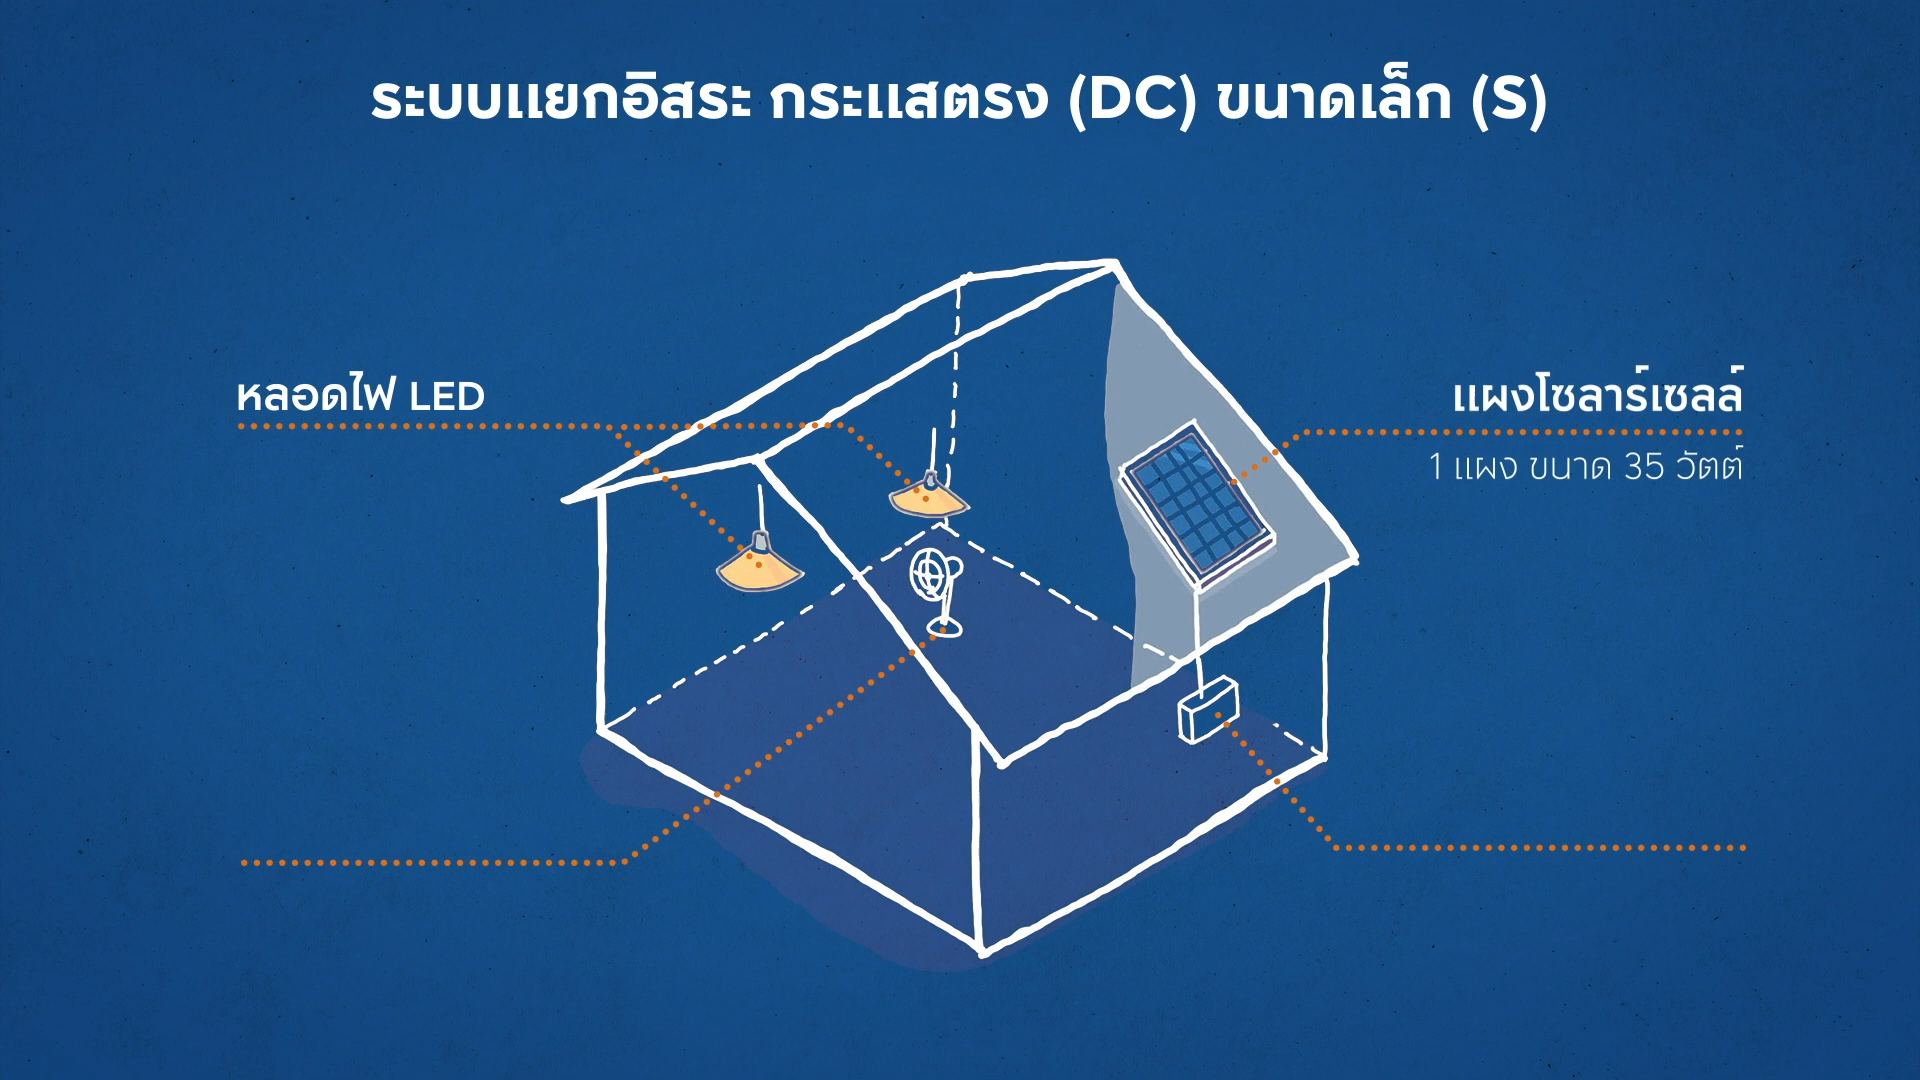 ระบบแยกอิสระ กระแสตรง (DC) ขนาดเล็ก (S)
หลอดไฟ LED
แผงโซลาร์เซลล์
1 แผง ขนาด 35 วัตต์